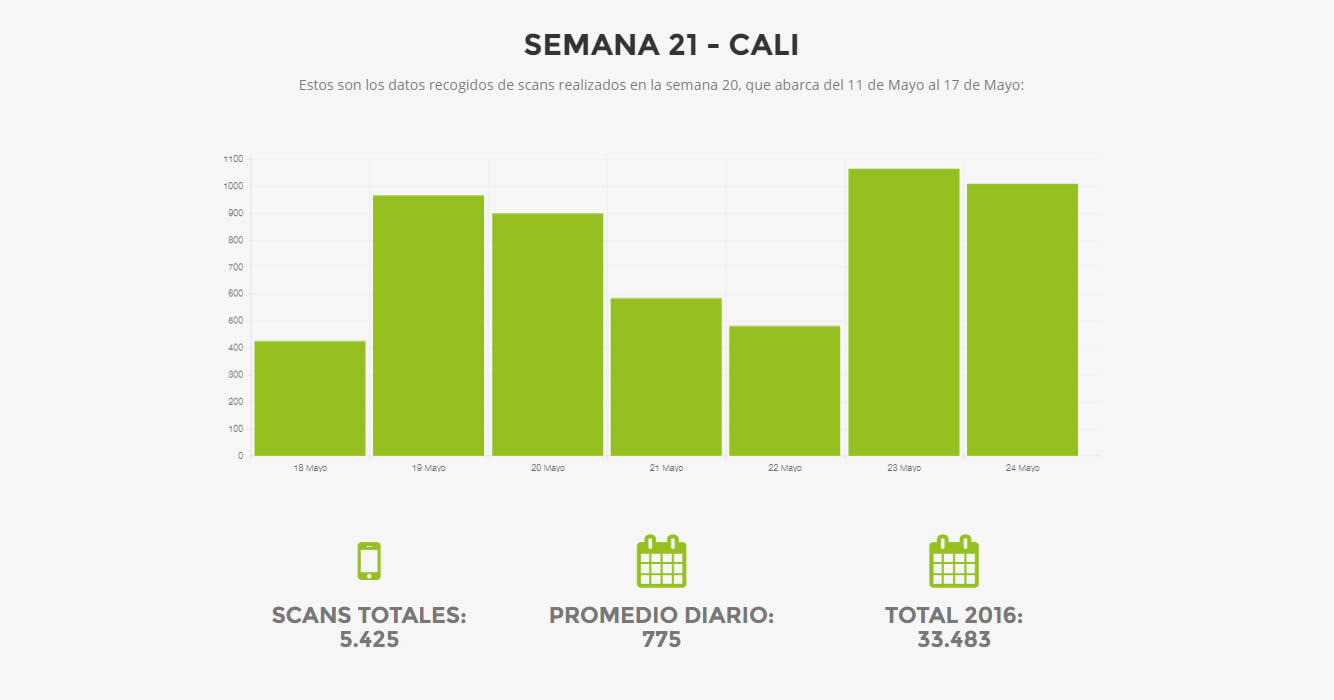 SEMANA 21 - CALI
Estos son los datos recogidos de scans realizados en la semana 20, que abarca del 11 de Mayo al 17 de Mayo:
1100
1000
900
800
700
600
600
400
300
200
100
0
18 Mayo
19 Mayo
20 Mayo
21 Mayo
22 Mayo
23 Mayo
24 Mayo
SCANS TOTALES:
5.425
PROMEDIO DIARIO:
775
TOTAL 2016:
33.483